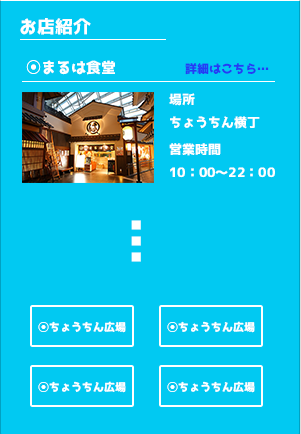 お店紹介
⦿まるは食堂
詳細はこちら…
場所
ちょうちん横丁
営業時間
10：00〜22：00
⦿ちょうちん広場
⦿ちょうちん広場
⦿ちょうちん広場
⦿ちょうちん広場